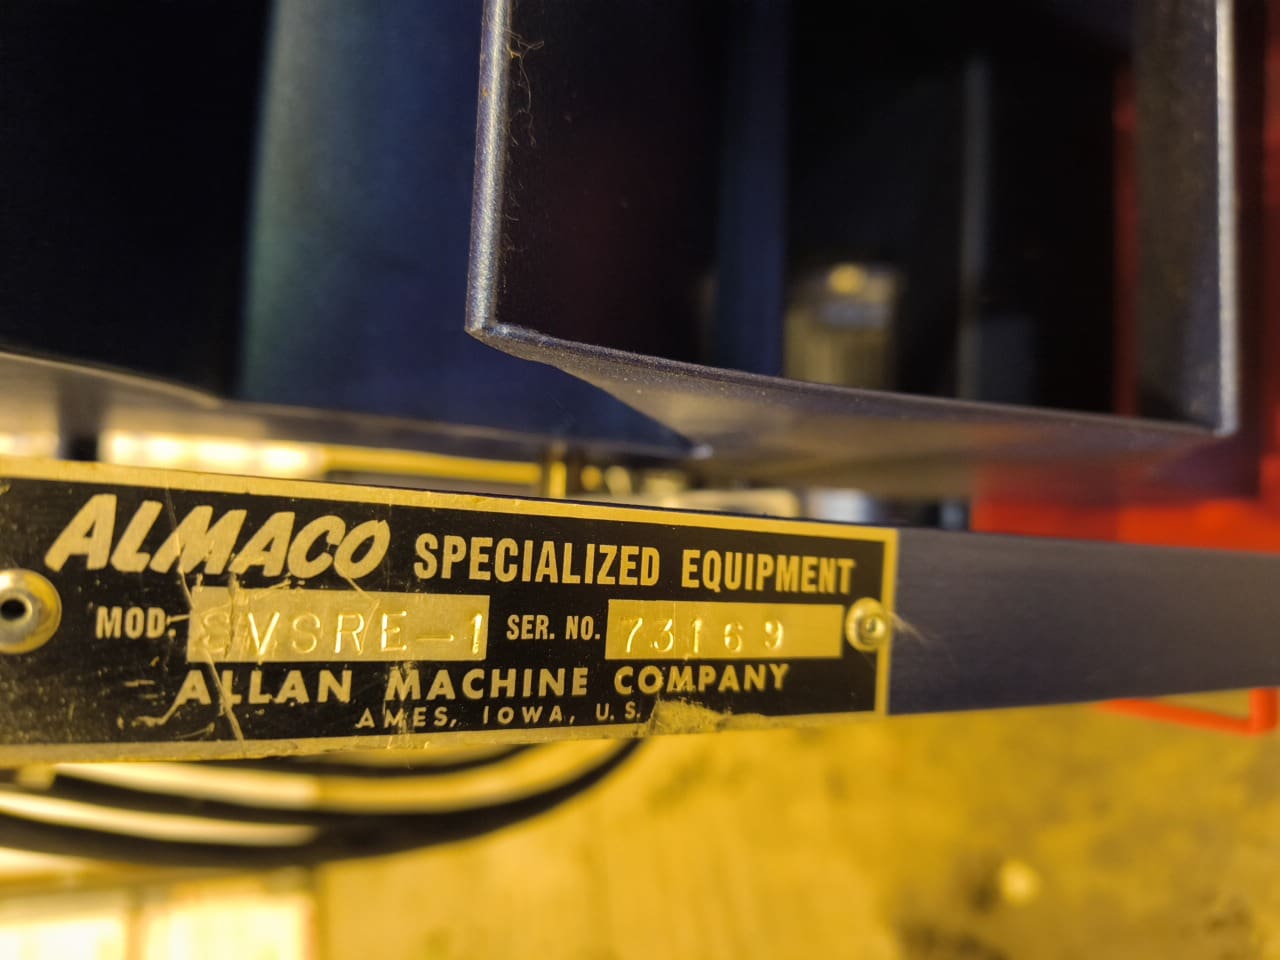 ALMACO SPECIALIZED EQUIPMENT
MOD. SVSRE-1 SER. NO. 73169
ALLAN MACHINE COMPANY
AMES, IOWA, U.S.